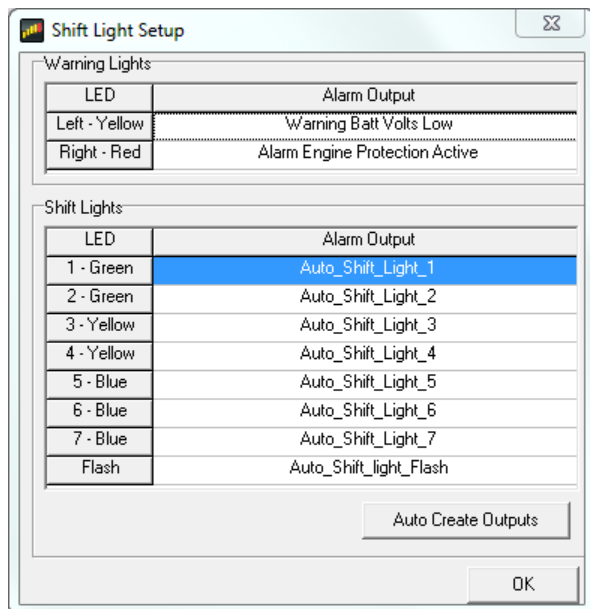 Shift Light Setup
Warning Lights
LED Alarm Output
Left - Yellow Warning Batt Volts Low
Right - Red Alarm Engine Protection Active
Shift Lights
LED Alarm Output
1 - Green Auto_Shift_Light_1
2 - Green Auto_Shift_Light_2
3 - Yellow Auto_Shift_Light_3
4 - Yellow Auto_Shift_Light_4
5 - Blue Auto_Shift_Light_5
6 - Blue Auto_Shift_Light_6
7 - Blue Auto_Shift_Light_7
Flash Auto_Shift_light_Flash
Auto Create Outputs
OK